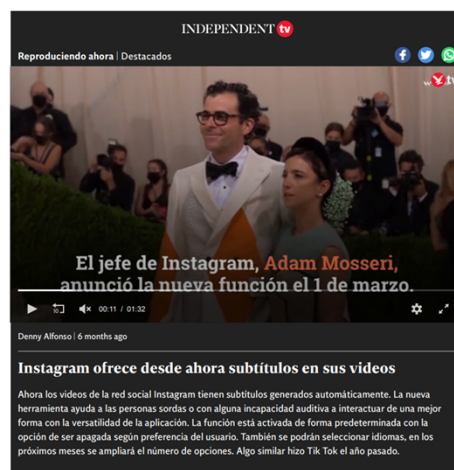 INDEPENDENT tv
Reproduciendo ahora | Destacados
tv
El jefe de Instagram, Adam Mosseri,
anunció la nueva función el 1 de marzo.
00:11 / 01:32
Denny Alfonso | 6 months ago
Instagram ofrece desde ahora subtítulos en sus videos
Ahora los videos de la red social Instagram tienen subtítulos generados automáticamente. La nueva
herramienta ayuda a las personas sordas o con alguna incapacidad auditiva a interactuar de una mejor
forma con la versatilidad de la aplicación. La función está activada de forma predeterminada con la
opción de ser apagada según preferencia del usuario. También se podrán seleccionar idiomas, en los
próximos meses se ampliará el número de opciones. Algo similar hizo Tik Tok el año pasado.